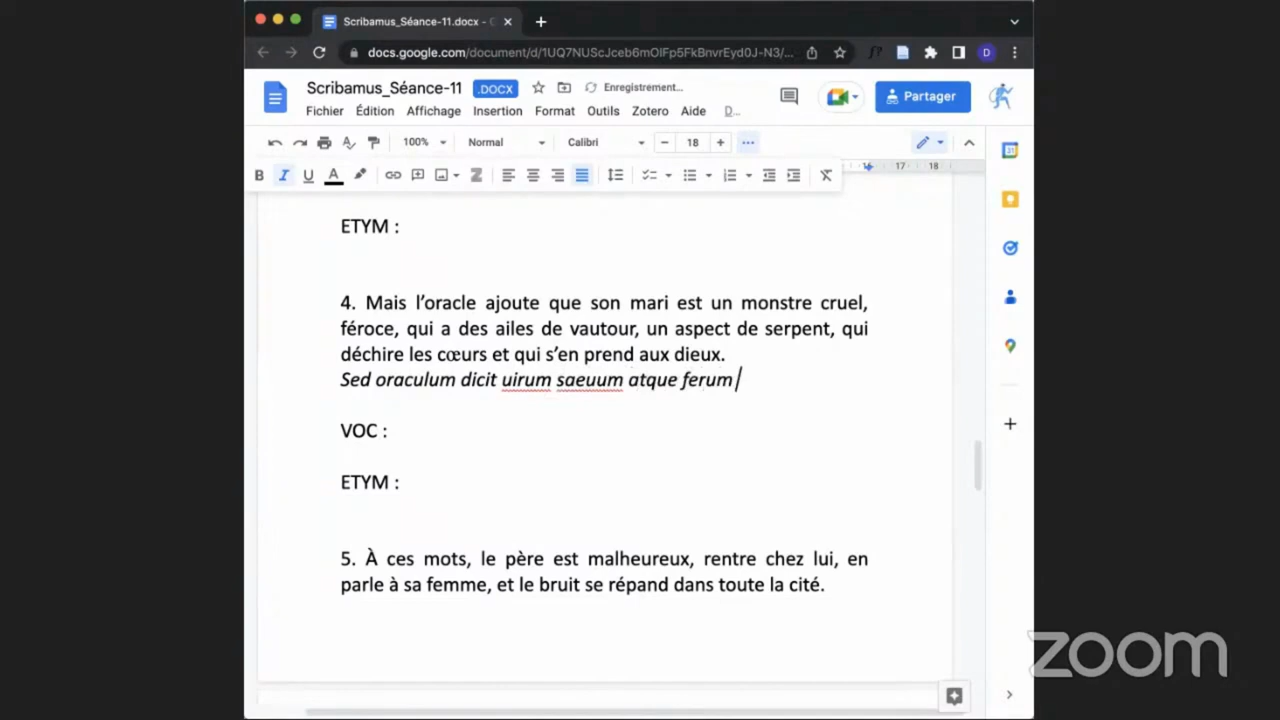 Scribamus_Séance-11.docx - G
docs.google.com/document/d/1UQ7NUScJceb6mOIFp5FkBnvrEyd0J-N3/...
Scribamus_Séance-11 .DOCX Enregistrement...
Partager
Fichier Édition Affichage Insertion Format Outils Zotero Aide D...
100% Normal Calibri 18
B I U A Z
16 17 18
31
ETYM :
4. Mais l’oracle ajoute que son mari est un monstre cruel,
féroce, qui a des ailes de vautour, un aspect de serpent, qui
déchire les cœurs et qui s’en prend aux dieux.
Sed oraculum dicit uirum saeuum atque ferum
VOC :
ETYM :
5. À ces mots, le père est malheureux, rentre chez lui, en
parle à sa femme, et le bruit se répand dans toute la cité.
zoom